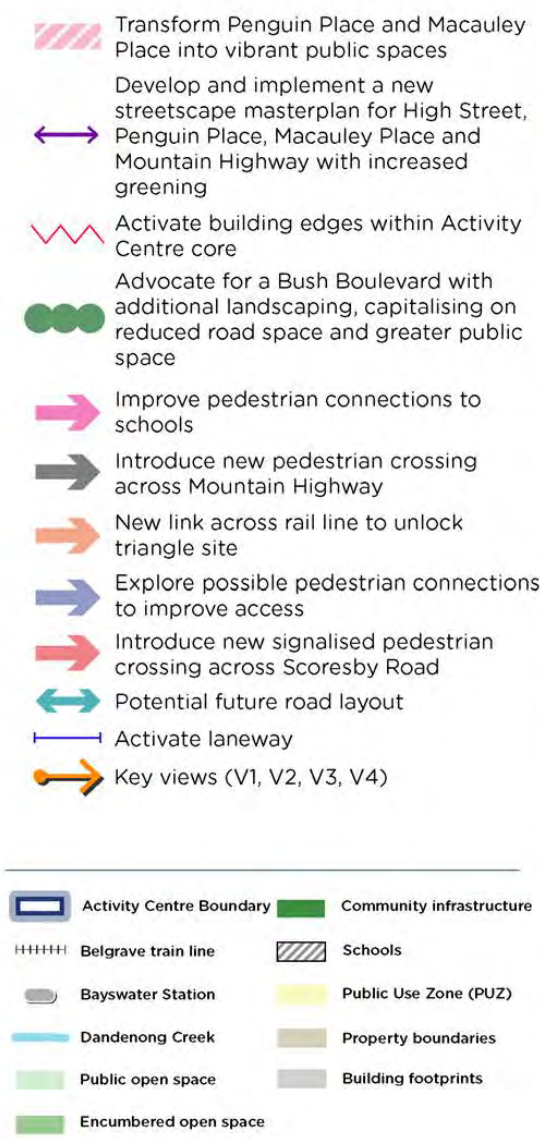 Transform Penguin Place and Macauley
Place into vibrant public spaces
Develop and implement a new
streetscape masterplan for High Street,
Penguin Place, Macauley Place and
Mountain Highway with increased
greening
Activate building edges within Activity
Centre core
Advocate for a Bush Boulevard with
additional landscaping, capitalising on
reduced road space and greater public
space
Improve pedestrian connections to
schools
Introduce new pedestrian crossing
across Mountain Highway
New link across rail line to unlock
triangle site
Explore possible pedestrian connections
to improve access
Introduce new signalised pedestrian
crossing across Scoresby Road
Potential future road layout
Activate laneway
Key views (V1, V2, V3, V4)
Activity Centre Boundary
Belgrave train line
Bayswater Station
Dandenong Creek
Public open space
Encumbered open space
Community infrastructure
Schools
Public Use Zone (PUZ)
Property boundaries
Building footprints